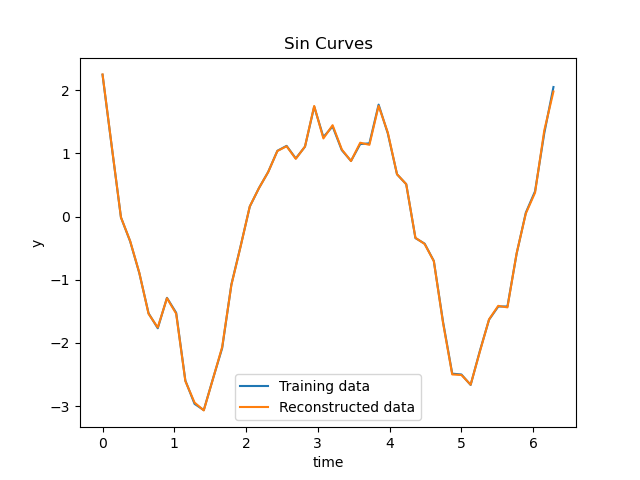 Sin Curves
y
2
1
0
−1
−2
−3
Training data
Reconstructed data
0 1 2 3 4 5 6
time